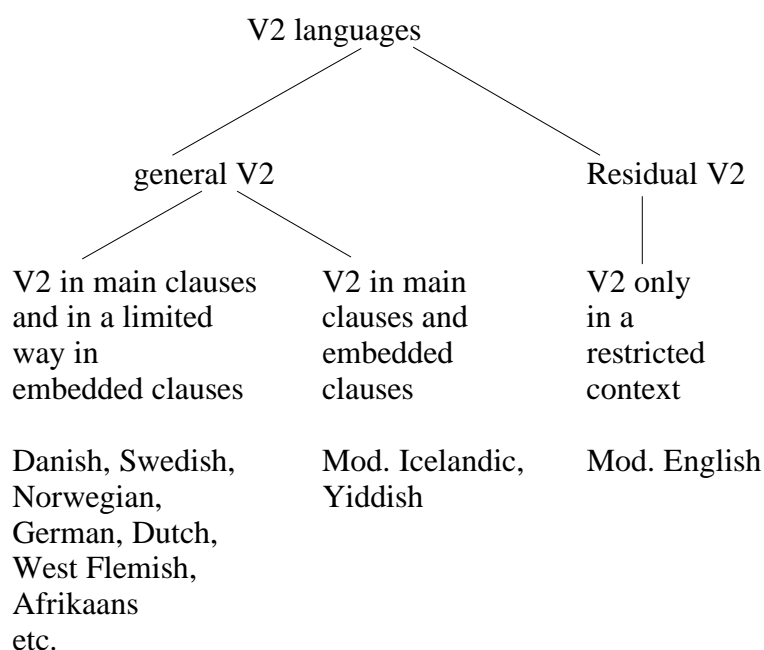 V2 languages
general V2
Residual V2
V2 in main clauses
and in a limited
way in
embedded clauses
V2 in main
clauses and
embedded
clauses
V2 only
in a
restricted
context
Danish, Swedish,
Norwegian,
German, Dutch,
West Flemish,
Afrikaans
etc.
Mod. Icelandic,
Yiddish
Mod. English